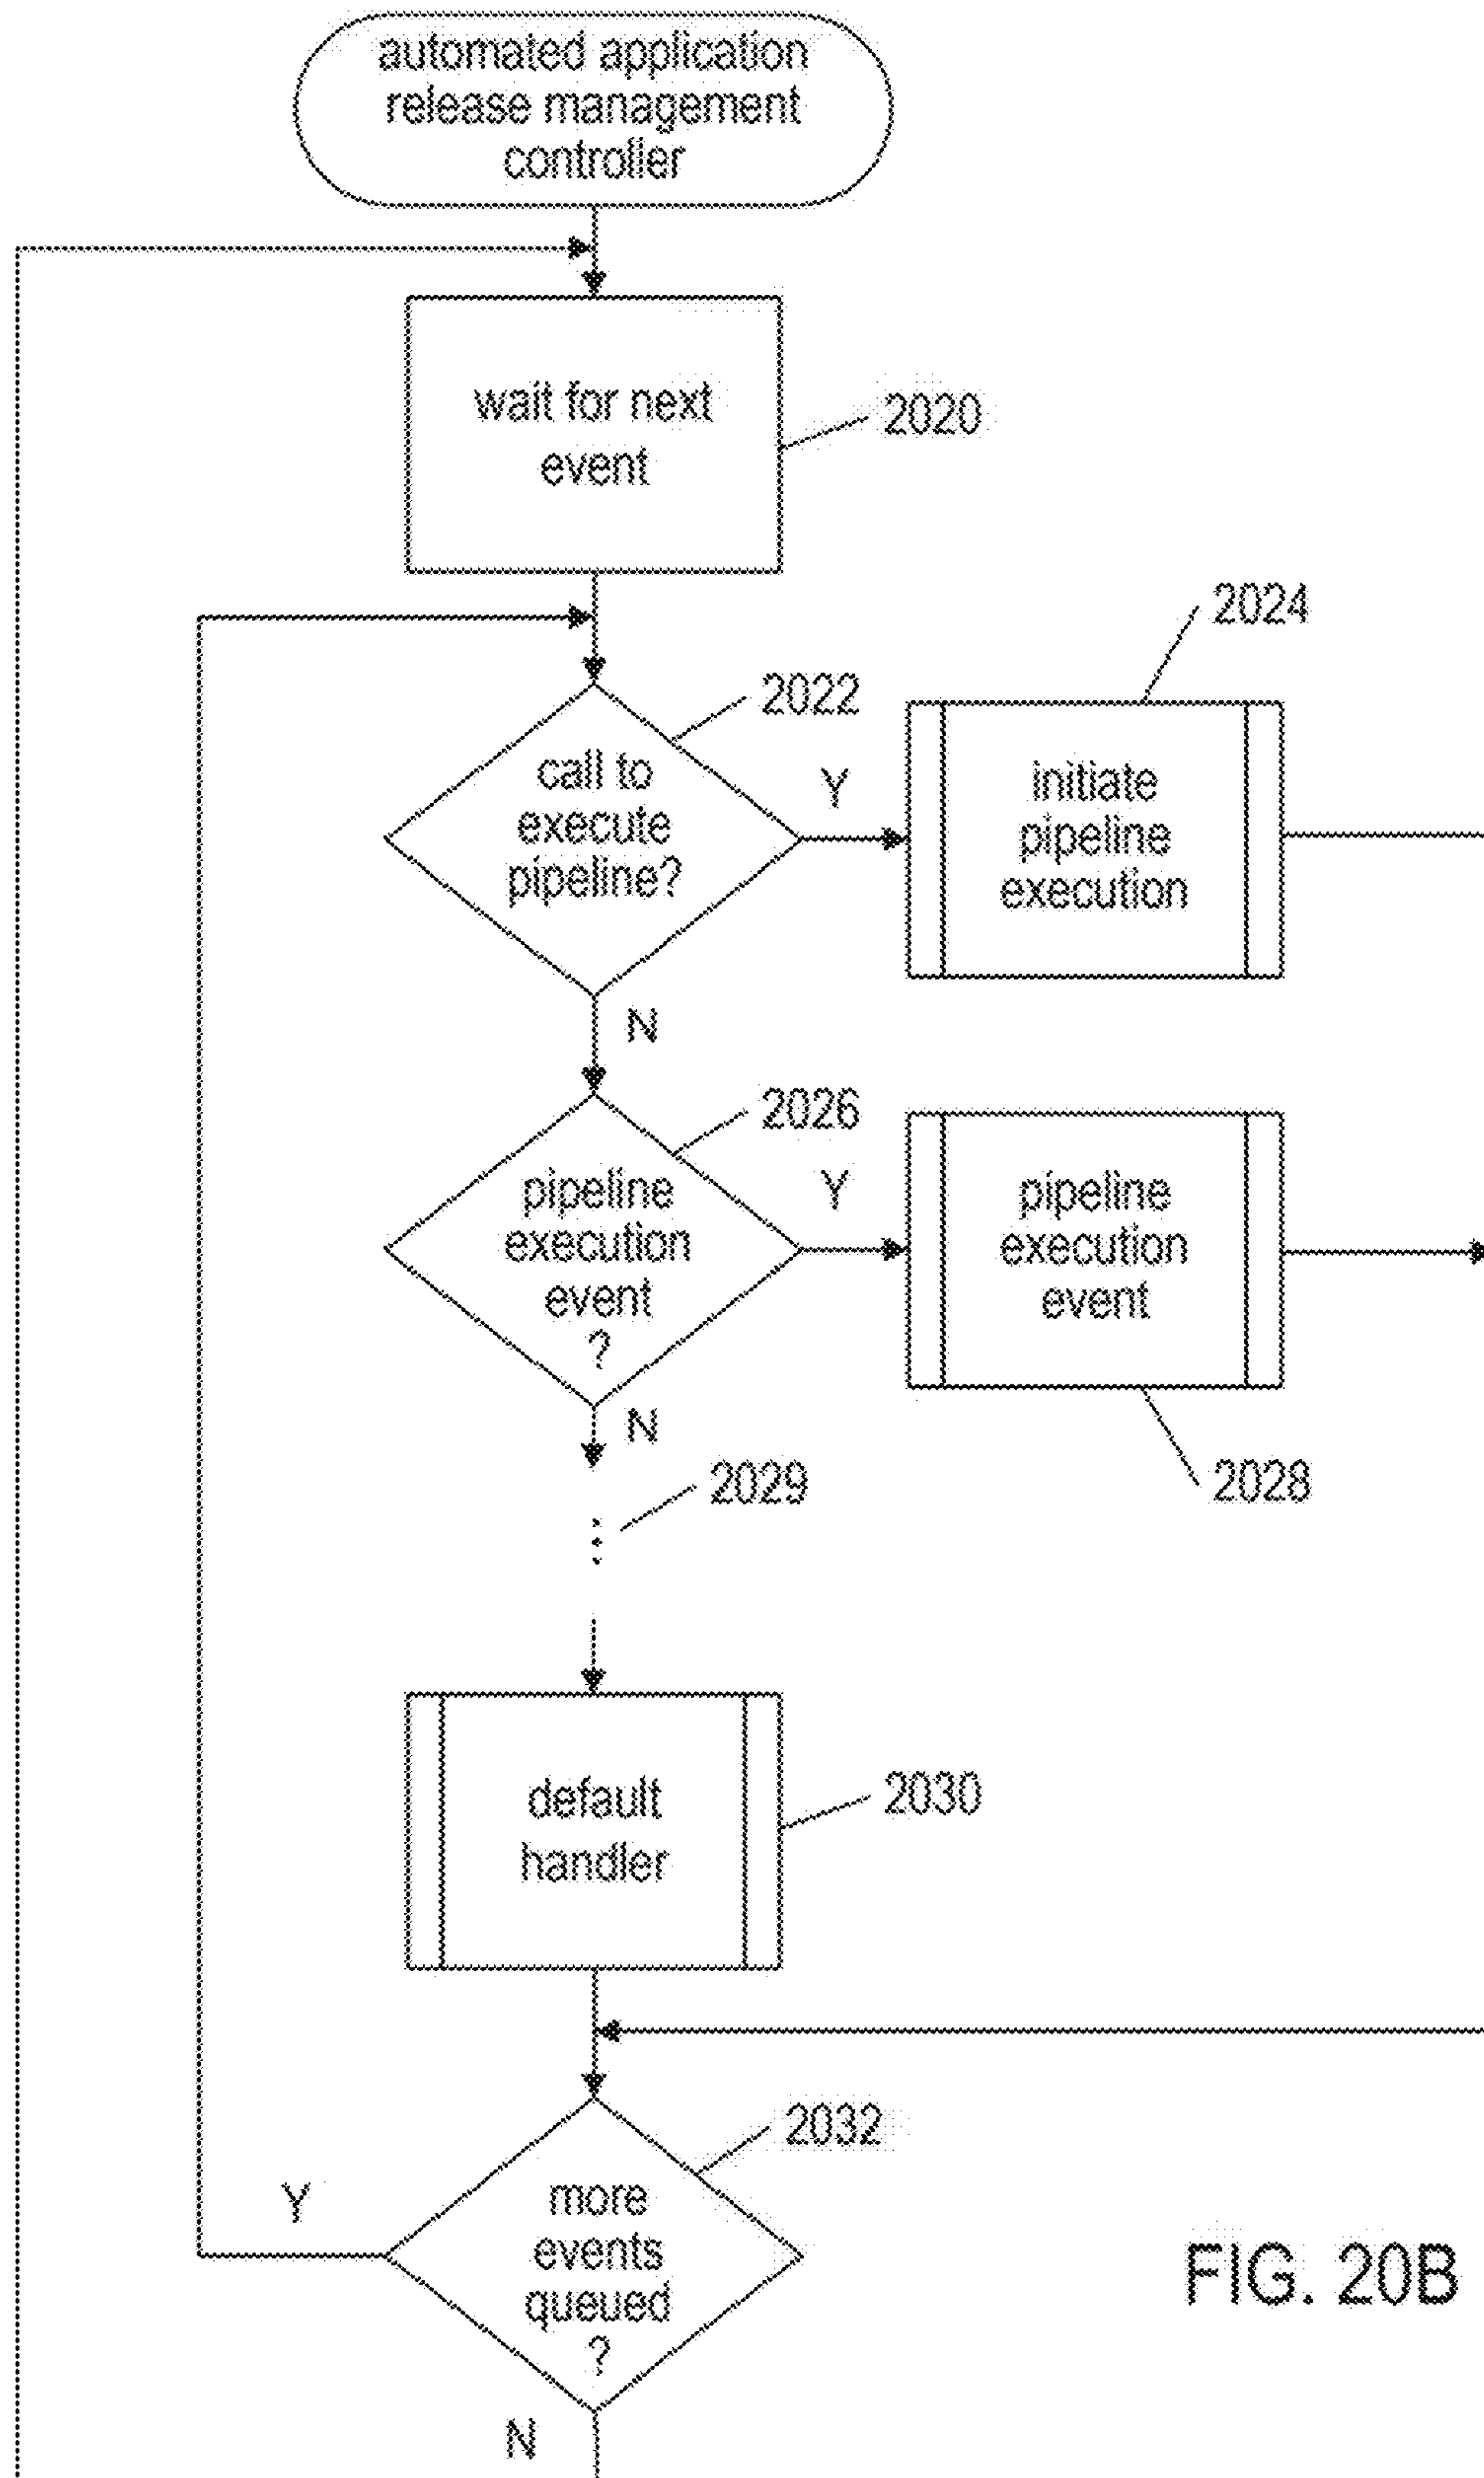 automated application
release management
controller
wait for next
event
2020
2024
2022
call to
execute
pipeline?
Y
initiate
pipeline
execution
N
2026
pipeline
execution
event
?
Y
pipeline
execution
event
N
2029
2028
default
handler
2030
2032
more
events
queued
?
Y
N
FIG. 20B